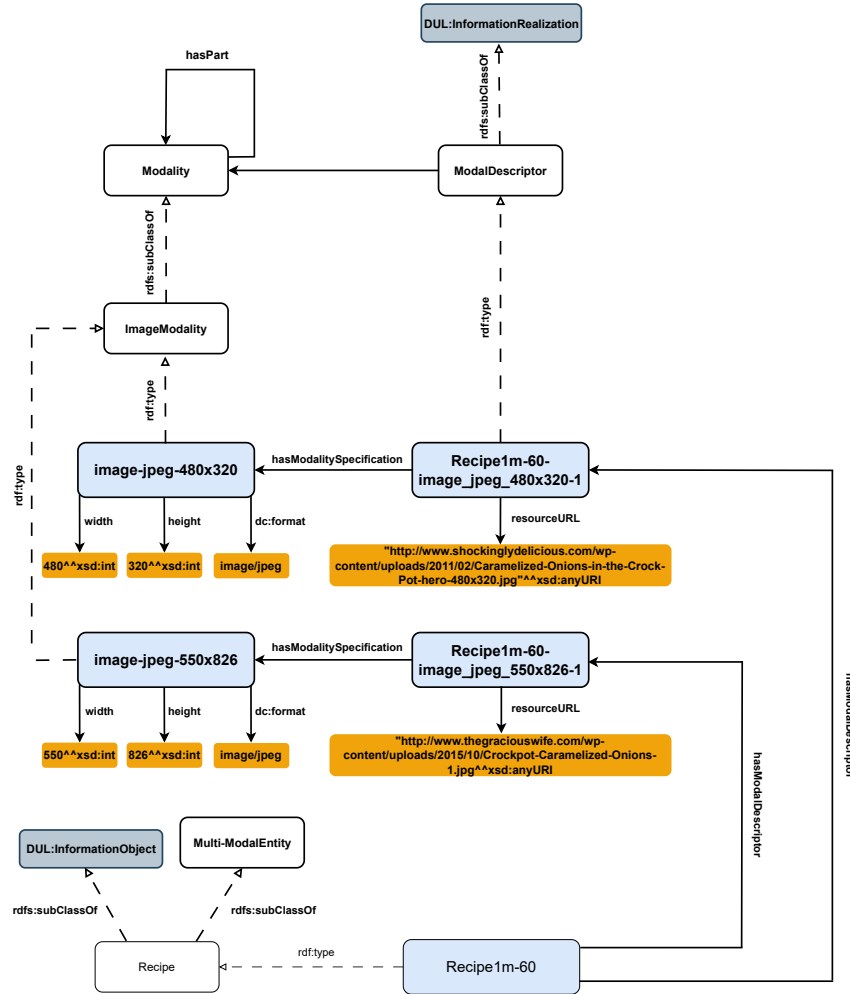 DUL:InformationRealization
hasPart
rdfs:subClassOf
Modality
ModalDescriptor
rdfs:subClassOf
ImageModality
rdf:type
rdf:type
rdf:type
image-jpeg-480x320
hasModalitySpecification
Recipe1m-60-
image_jpeg_480x320-1
width
height
dc:format
resourceURL
480^^xsd:int
320^^xsd:int
image/jpeg
"http://www.shockinglydelicious.com/wp-
content/uploads/2011/02/Caramelized-Onions-in-the-Crock-
Pot-hero-480x320.jpg"^^xsd:anyURI
image-jpeg-550x826
hasModalitySpecification
Recipe1m-60-
image_jpeg_550x826-1
width
height
dc:format
resourceURL
550^^xsd:int
826^^xsd:int
image/jpeg
"http://www.thegraciouswife.com/wp-
content/uploads/2015/10/Crockpot-Caramelized-Onions-
1.jpg^^xsd:anyURI
hasModalDescriptor
hasModalDescriptor
DUL:InformationObject
Multi-ModalEntity
rdfs:subClassOf
rdfs:subClassOf
Recipe
rdf:type
Recipe1m-60